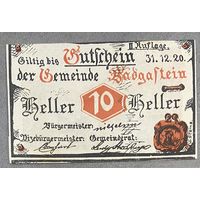 II Auflage.
Giltig bis Gutschein 31.12.20.
der Gemeinde Badgastein
Heller 10 Heller
Bürgermeister:
Vizebürgermeister: Gemeinderat: